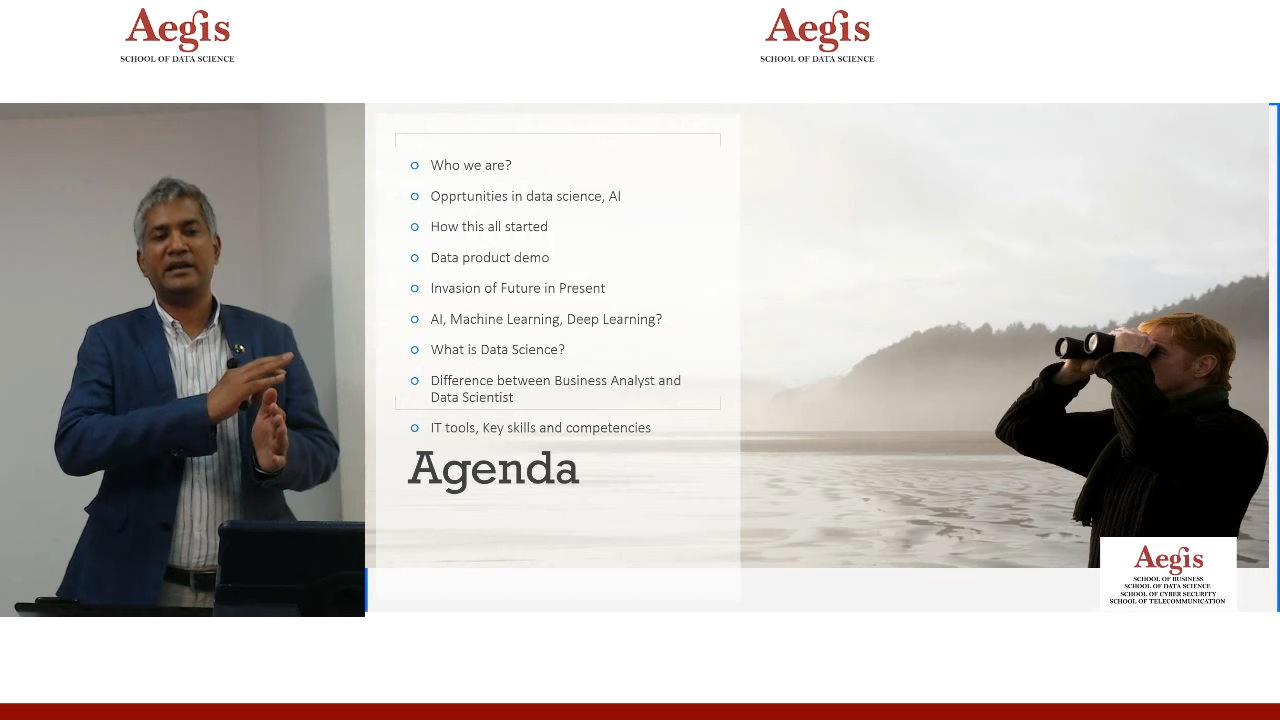 Aegis
SCHOOL OF DATA SCIENCE
Aegis
SCHOOL OF DATA SCIENCE
Who we are?
Opprtunities in data science, AI
How this all started
Data product demo
Invasion of Future in Present
AI, Machine Learning, Deep Learning?
What is Data Science?
Difference between Business Analyst and
Data Scientist
IT tools, Key skills and competencies
Agenda
Aegis
SCHOOL OF BUSINESS
SCHOOL OF DATA SCIENCE
SCHOOL OF CYBER SECURITY
SCHOOL OF TELECOMMUNICATION